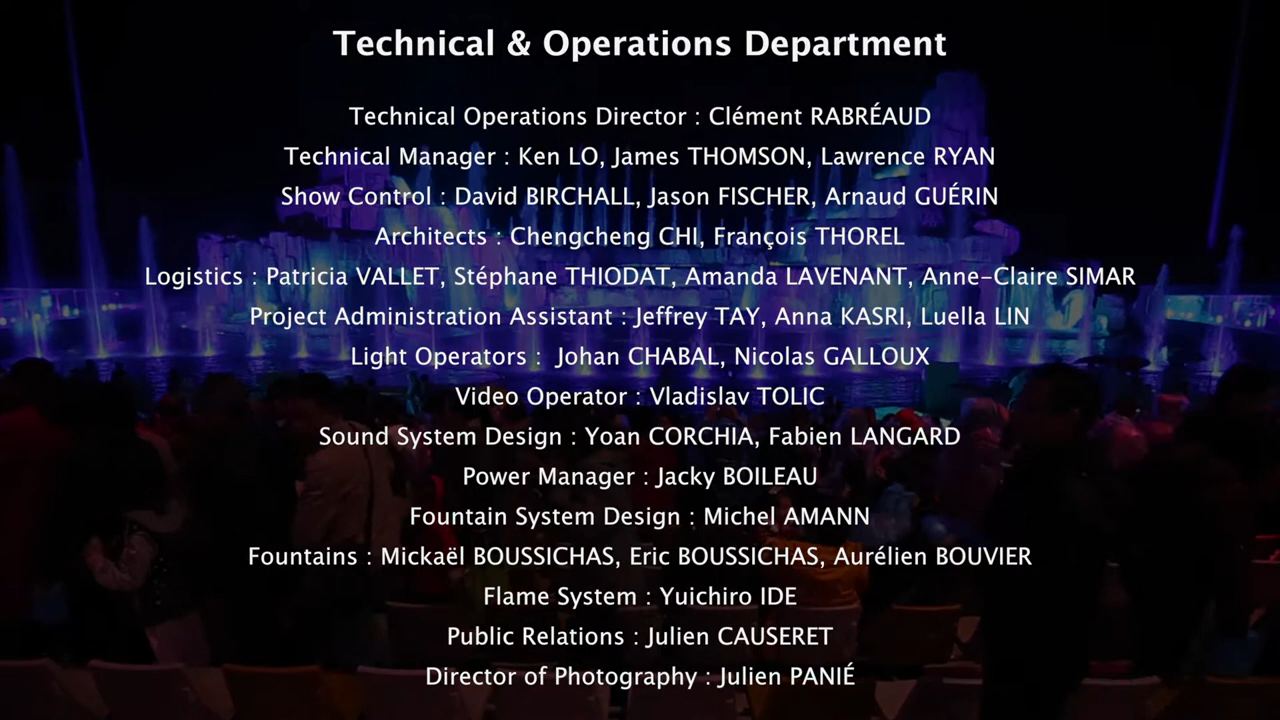 Technical & Operations Department
Technical Operations Director : Clément RABRÉAUD
Technical Manager : Ken LO, James THOMSON, Lawrence RYAN
Show Control : David BIRCHALL, Jason FISCHER, Arnaud GUÉRIN
Architects : Chengcheng CHI, François THOREL
Logistics : Patricia VALLET, Stéphane THIODAT, Amanda LAVENANT, Anne-Claire SIMAR
Project Administration Assistant : Jeffrey TAY, Anna KASRI, Luella LIN
Light Operators :  Johan CHABAL, Nicolas GALLOUX
Video Operator : Vladislav TOLIC
Sound System Design : Yoan CORCHIA, Fabien LANGARD
Power Manager : Jacky BOILEAU
Fountain System Design : Michel AMANN
Fountains : Mickaël BOUSSICHAS, Eric BOUSSICHAS, Aurélien BOUVIER
Flame System : Yuichiro IDE
Public Relations : Julien CAUSERET
Director of Photography : Julien PANIÉ